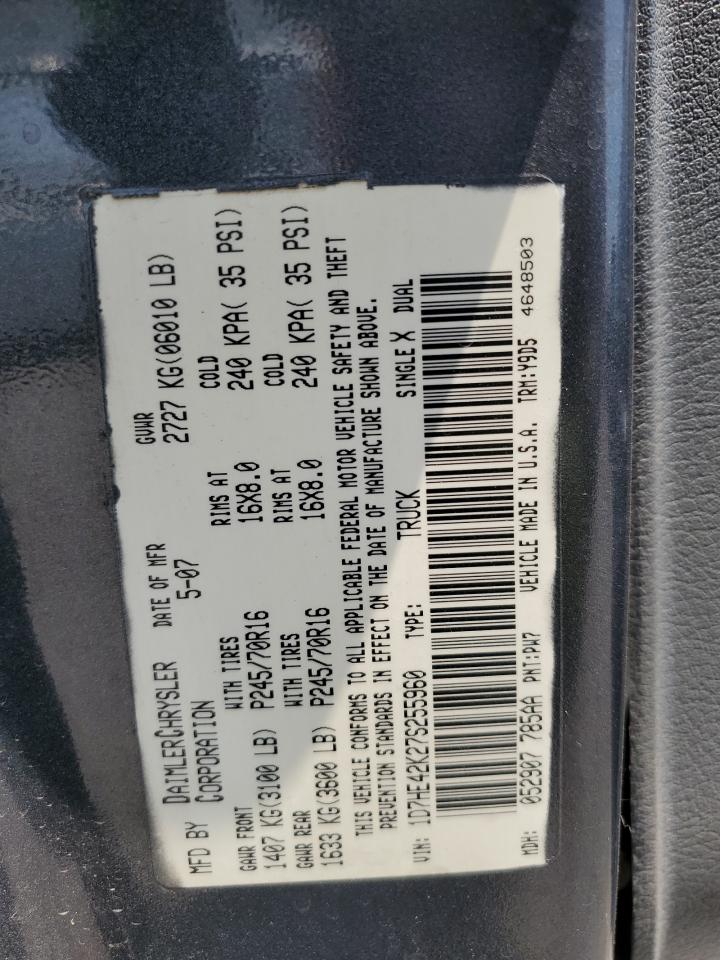 MFD BY DAIMLERCHRYSLER CORPORATION DATE OF MFR 5-07 GVWR 2727 KG(06010 LB)
GAWR FRONT WITH TIRES RIMS AT COLD
1407 KG(3100 LB) P245/70R16 16X8.0 240 KPA( 35 PSI)
GAWR REAR WITH TIRES RIMS AT COLD
1633 KG(3600 LB) P245/70R16 16X8.0 240 KPA( 35 PSI)
THIS VEHICLE CONFORMS TO ALL APPLICABLE FEDERAL MOTOR VEHICLE SAFETY AND THEFT
PREVENTION STANDARDS IN EFFECT ON THE DATE OF MANUFACTURE SHOWN ABOVE.
VIN: 1D7HE42K27S255960 TYPE: TRUCK SINGLE X DUAL
MDH: 052907 785AA PNT:PW7 VEHICLE MADE IN U.S.A. TRM:Y9D5 4648503